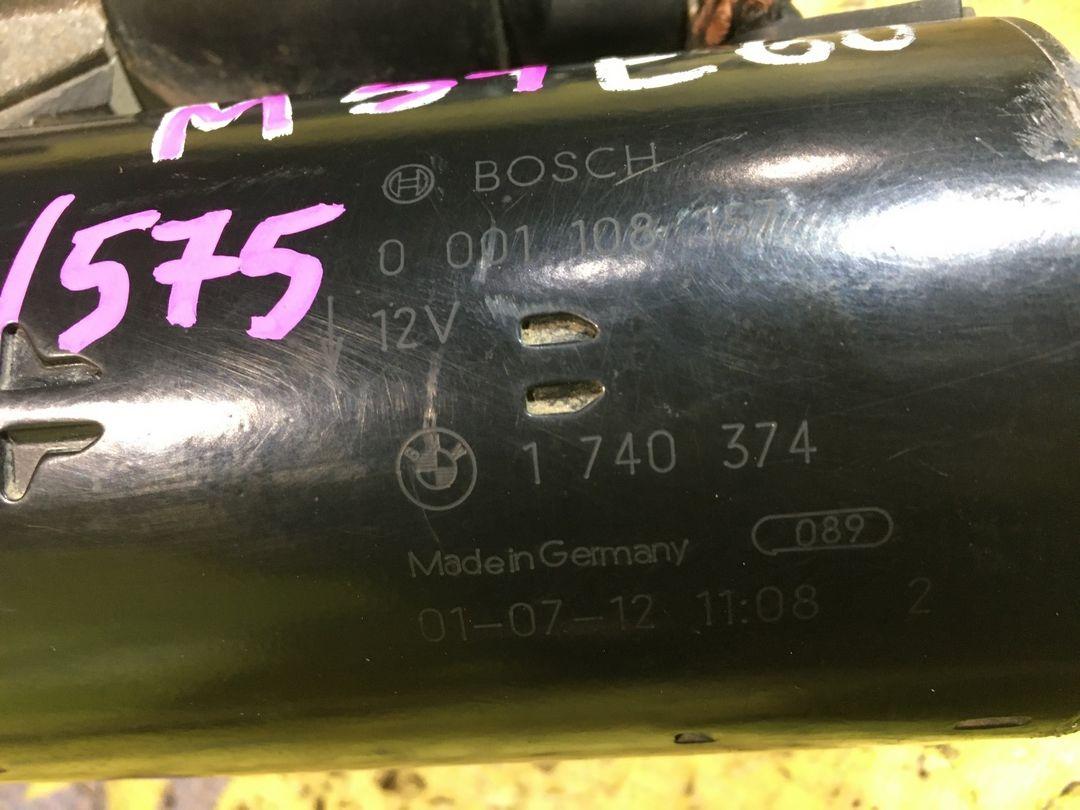 M54 E60
BOSCH
1575
0 001 108 157
12V
1 740 374
089
Made in Germany
01-07-12 11:08 2